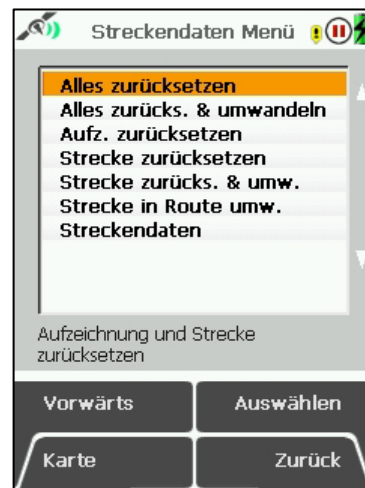 Streckendaten Menü
Alles zurücksetzen
Alles zurücks. & umwandeln
Aufz. zurücksetzen
Strecke zurücksetzen
Strecke zurücks. & umw.
Strecke in Route umw.
Streckendaten
Aufzeichnung und Strecke
zurücksetzen
Vorwärts
Auswählen
Karte
Zurück